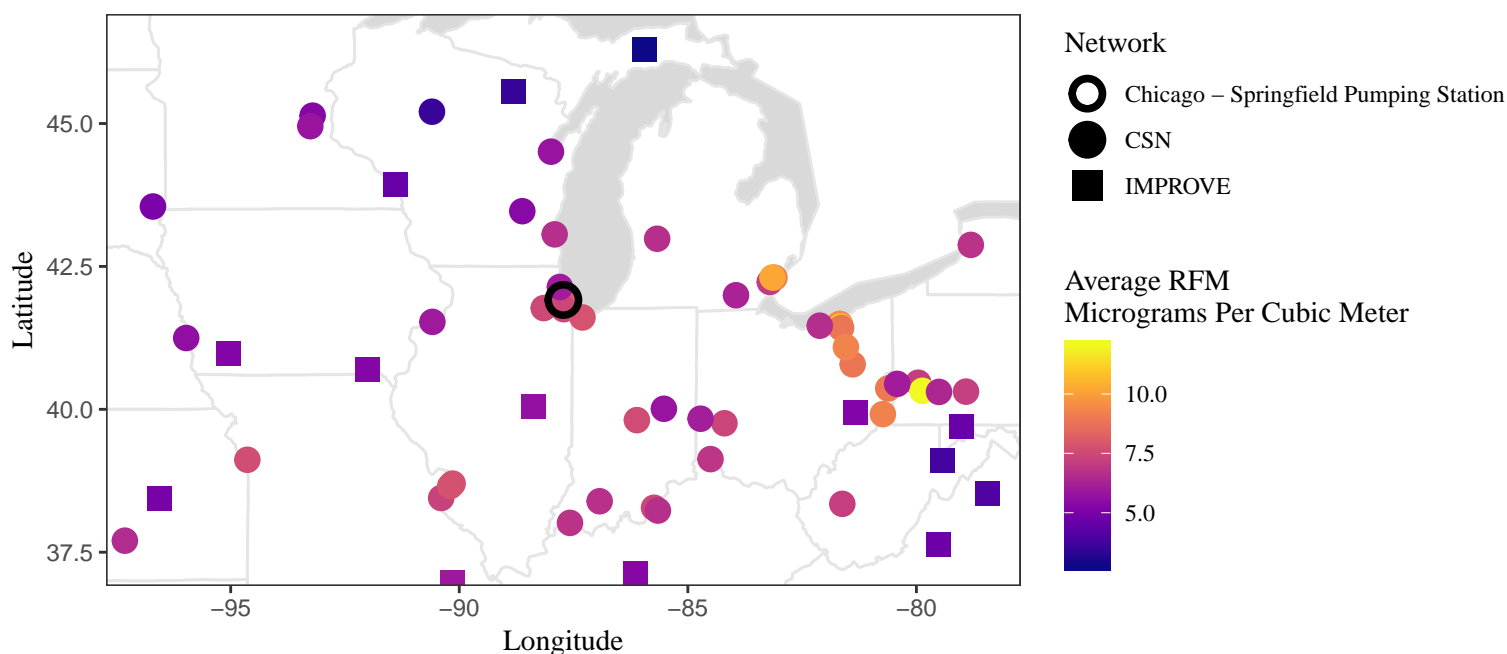 Network
Chicago – Springfield Pumping Station
CSN
IMPROVE
Average RFM
Micrograms Per Cubic Meter
10.0
7.5
5.0
Latitude
45.0
42.5
40.0
37.5
−95
−90
−85
−80
Longitude